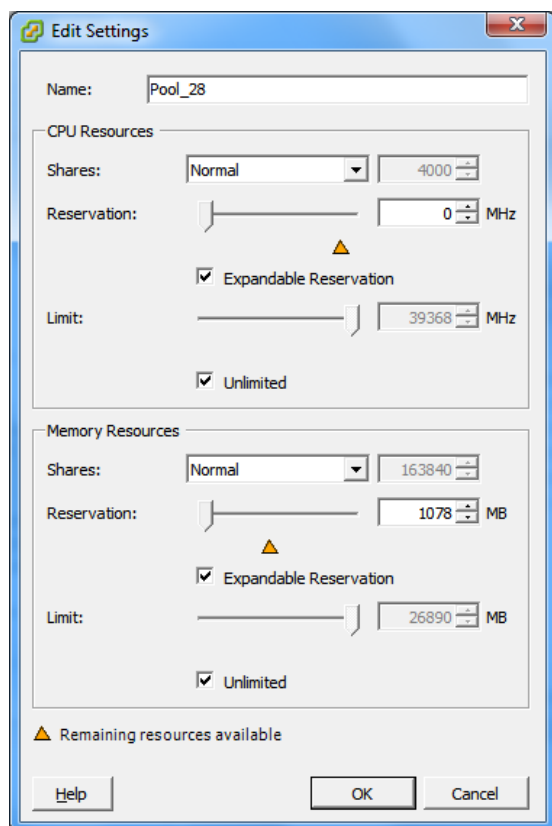 Edit Settings
Name: Pool_28
CPU Resources
Shares: Normal 4000
Reservation: 0 MHz
Expandable Reservation
Limit: 39368 MHz
Unlimited
Memory Resources
Shares: Normal 163840
Reservation: 1078 MB
Expandable Reservation
Limit: 26890 MB
Unlimited
Remaining resources available
Help OK Cancel